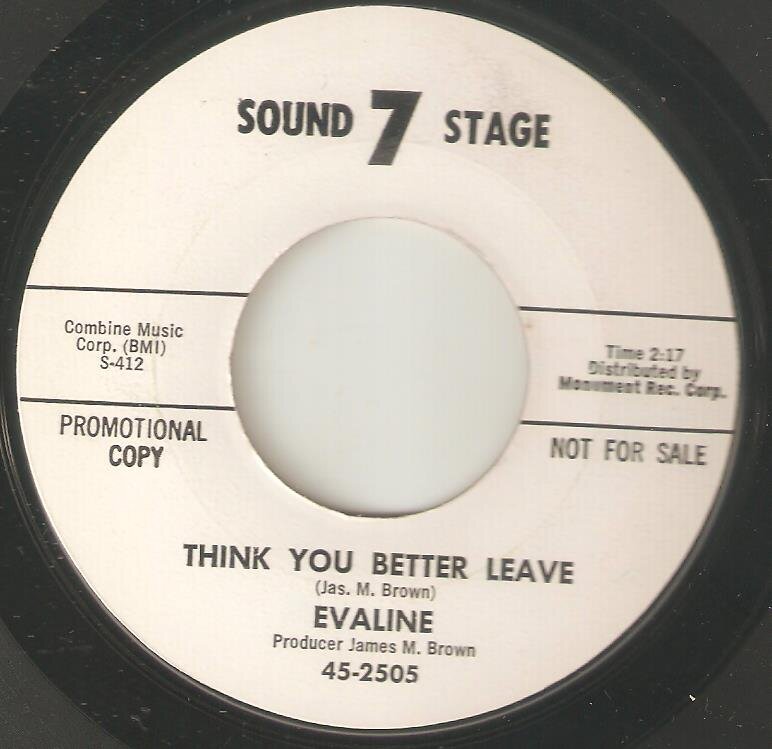 SOUND 7 STAGE
Combine Music
Corp. (BMI)
S-412
Time 2:17
Distributed by
Monument Rec. Corp.
PROMOTIONAL
COPY
NOT FOR SALE
THINK YOU BETTER LEAVE
(Jas. M. Brown)
EVALINE
Producer James M. Brown
45-2505